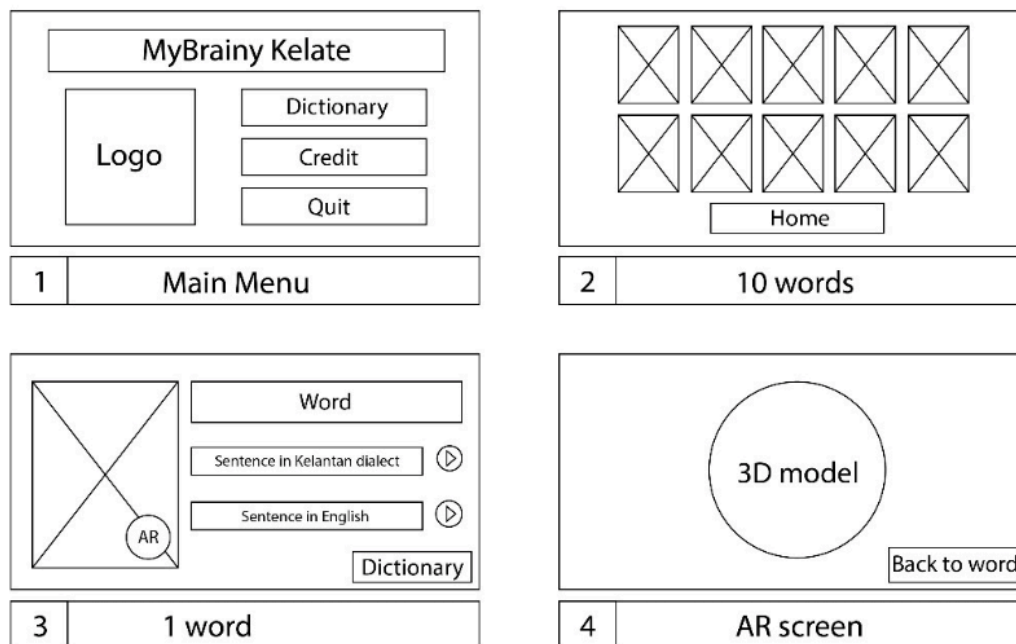 MyBrainy Kelate
Logo
Dictionary
Credit
Quit
1 Main Menu
Home
2 10 words
Word
Sentence in Kelantan dialect
Sentence in English
AR
Dictionary
3 1 word
3D model
Back to word
4 AR screen